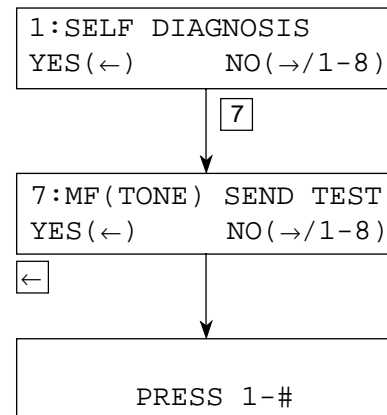 1:SELF DIAGNOSIS
YES(←) NO(→/1-8)
7
7:MF(TONE) SEND TEST
YES(←) NO(→/1-8)
←
PRESS 1-#